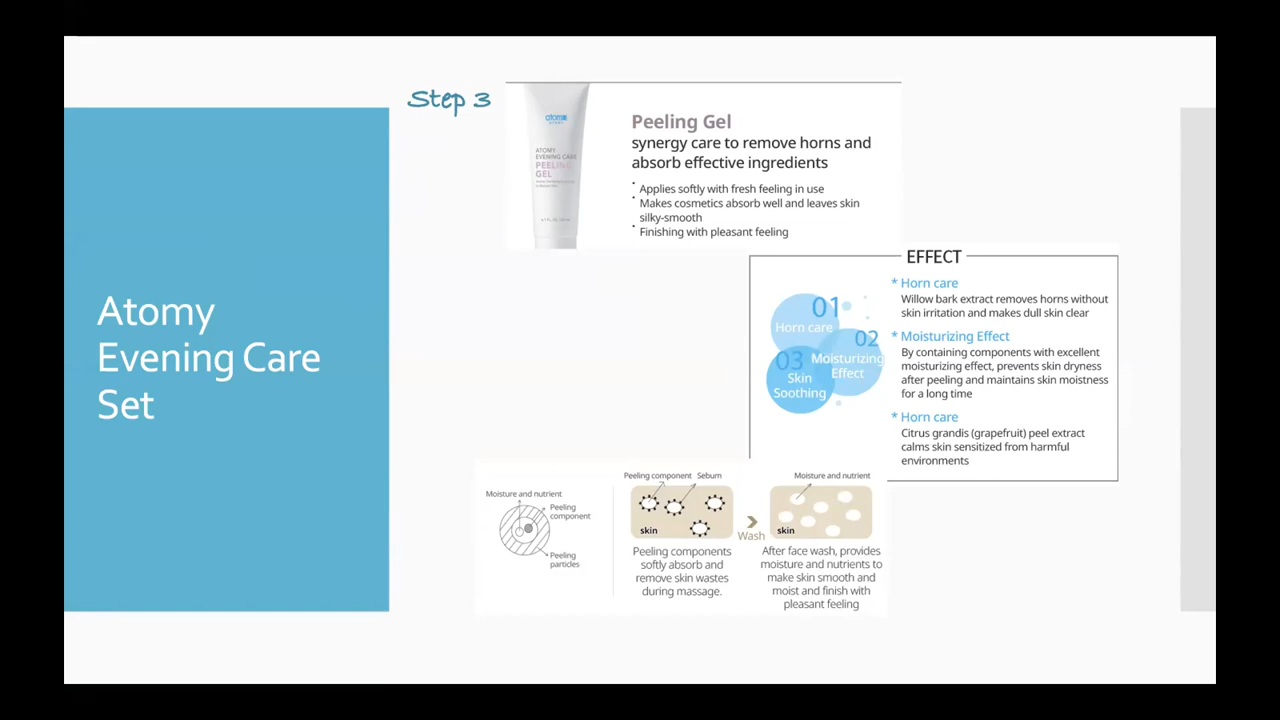 Step 3
Atomy
Evening Care
Set
ATOMY
EVENING CARE
PEELING
GEL
Peeling Gel
synergy care to remove horns and
absorb effective ingredients
• Applies softly with fresh feeling in use
• Makes cosmetics absorb well and leaves skin
silky-smooth
• Finishing with pleasant feeling
EFFECT
01
Horn care
02
Moisturizing
Effect
03
Skin
Soothing
* Horn care
Willow bark extract removes horns without
skin irritation and makes dull skin clear
* Moisturizing Effect
By containing components with excellent
moisturizing effect, prevents skin dryness
after peeling and maintains skin moistness
for a long time
* Horn care
Citrus grandis (grapefruit) peel extract
calms skin sensitized from harmful
environments
Moisture and nutrient
Peeling
component
Peeling
particles
Peeling component Sebum
skin
Peeling components
softly absorb and
remove skin wastes
during massage.
Wash
Moisture and nutrient
skin
After face wash, provides
moisture and nutrients to
make skin smooth and
moist and finish with
pleasant feeling